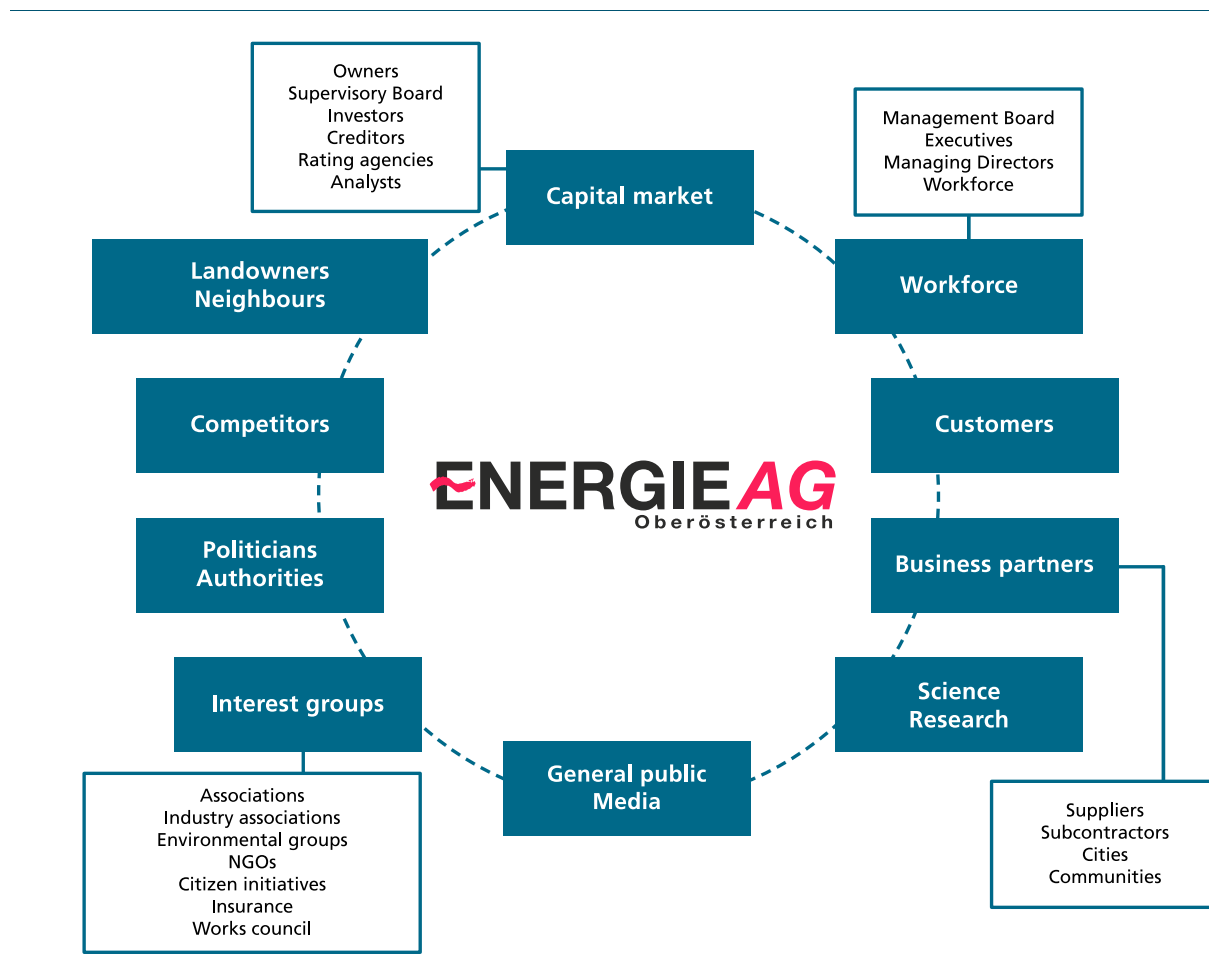 Owners
Supervisory Board
Investors
Creditors
Rating agencies
Analysts
Management Board
Executives
Managing Directors
Workforce
Capital market
Landowners
Neighbours
Workforce
Competitors
Customers
ENERGIE AG
Oberösterreich
Politicians
Authorities
Business partners
Interest groups
Science
Research
General public
Media
Associations
Industry associations
Environmental groups
NGOs
Citizen initiatives
Insurance
Works council
Suppliers
Subcontractors
Cities
Communities